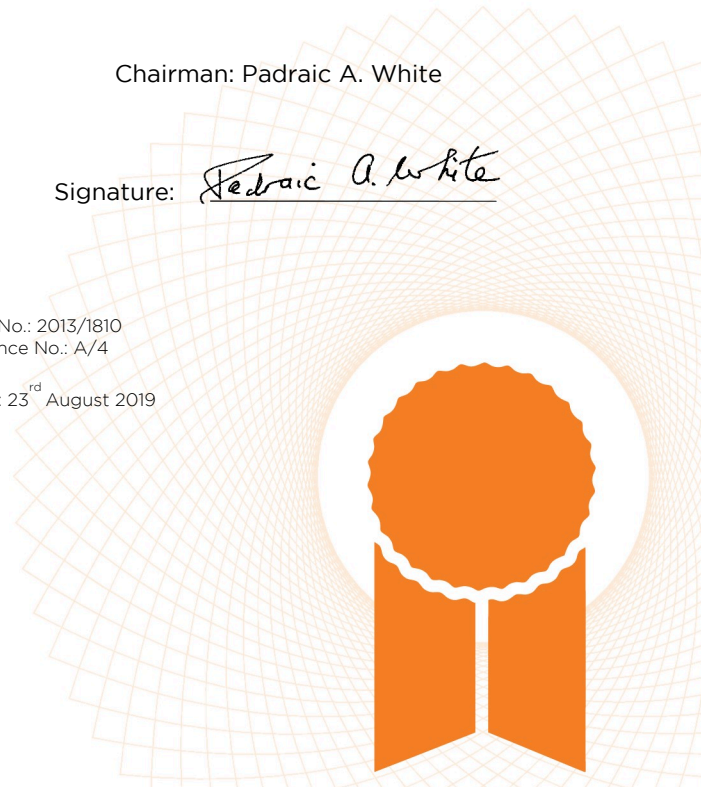 Chairman: Padraic A. White
Signature: Padraic A. White
No.: 2013/1810
nce No.: A/4
: 23rd August 2019